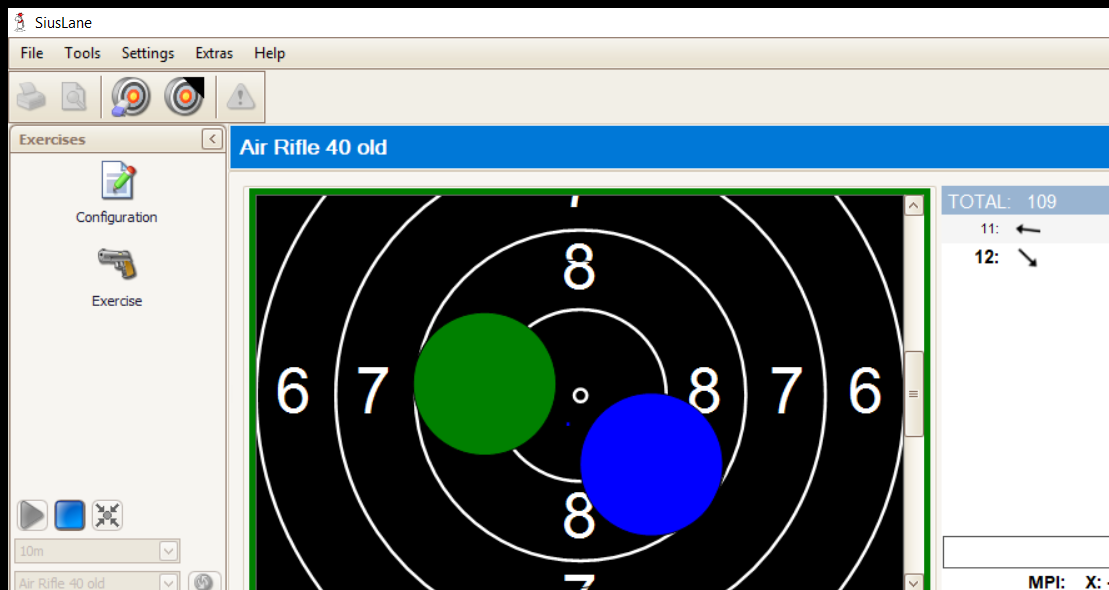 SiusLane
File Tools Settings Extras Help
Exercises
Air Rifle 40 old
Configuration
Exercise
TOTAL: 109
11:
12:
7
8
8
6 7 8 7 6
8
7
10m
Air Rifle 40 old
MPI: X: -